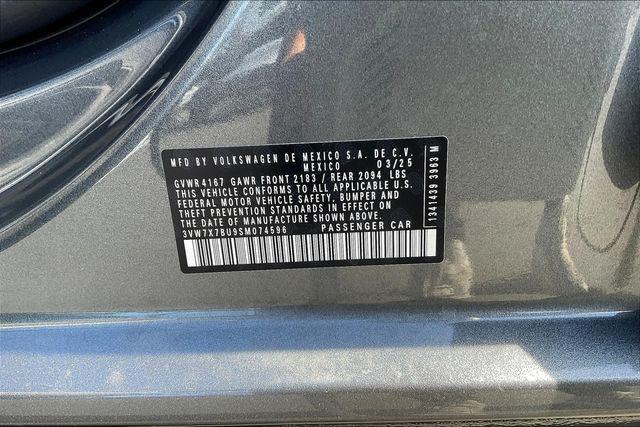 MFD BY VOLKSWAGEN DE MEXICO S.A. DE C.V.
MEXICO 03/25
GVWR 4167 GAWR FRONT 2183 / REAR 2094 LBS
THIS VEHICLE CONFORMS TO ALL APPLICABLE U.S.
FEDERAL MOTOR VEHICLE SAFETY, BUMPER AND
THEFT PREVENTION STANDARDS IN EFFECT ON
THE DATE OF MANUFACTURE SHOWN ABOVE.
3VW7X7BU9SM074596 PASSENGER CAR
1341439 3963 M